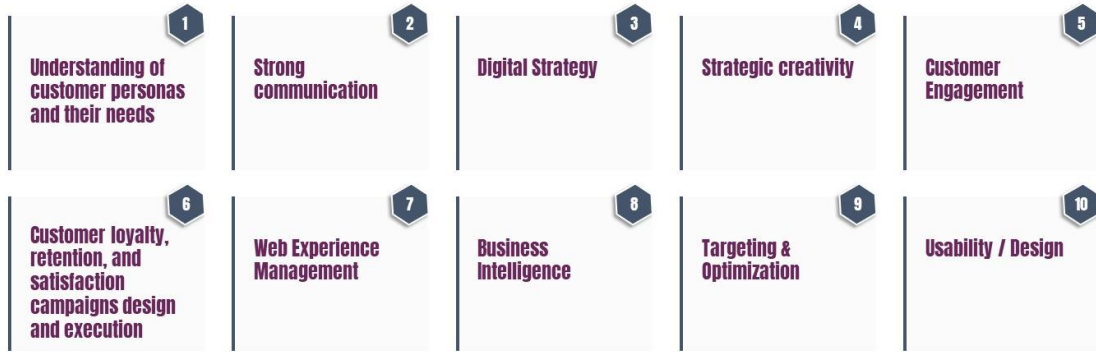 1
Understanding of
customer personas
and their needs
2
Strong
communication
3
Digital Strategy
4
Strategic creativity
5
Customer
Engagement
6
Customer loyalty,
retention, and
satisfaction
campaigns design
and execution
7
Web Experience
Management
8
Business
Intelligence
9
Targeting &
Optimization
10
Usability / Design